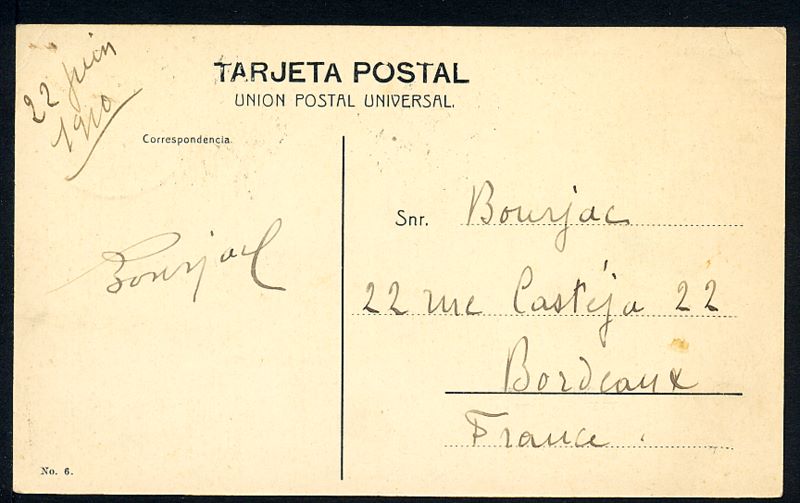 22 juin
1910
TARJETA POSTAL
UNION POSTAL UNIVERSAL.
Correspondencia
Bourjac
Snr. Bourjac
22 rue Castéja 22
Bordeaux
France.
No. 6.